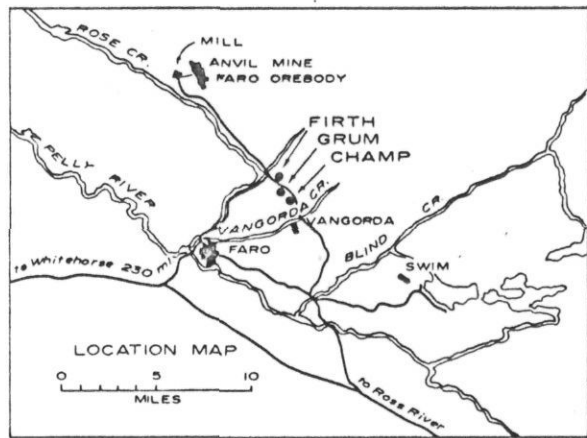 ROSE CR.
MILL
ANVIL MINE
FARO OREBODY
FIRTH
GRUM
CHAMP
PELLY RIVER
VANGORDA CR.
VANGORDA
FARO
BLIND CR.
SWIM
to Whitehorse 230 mi.
LOCATION MAP
0 5 10
MILES
to Ross River